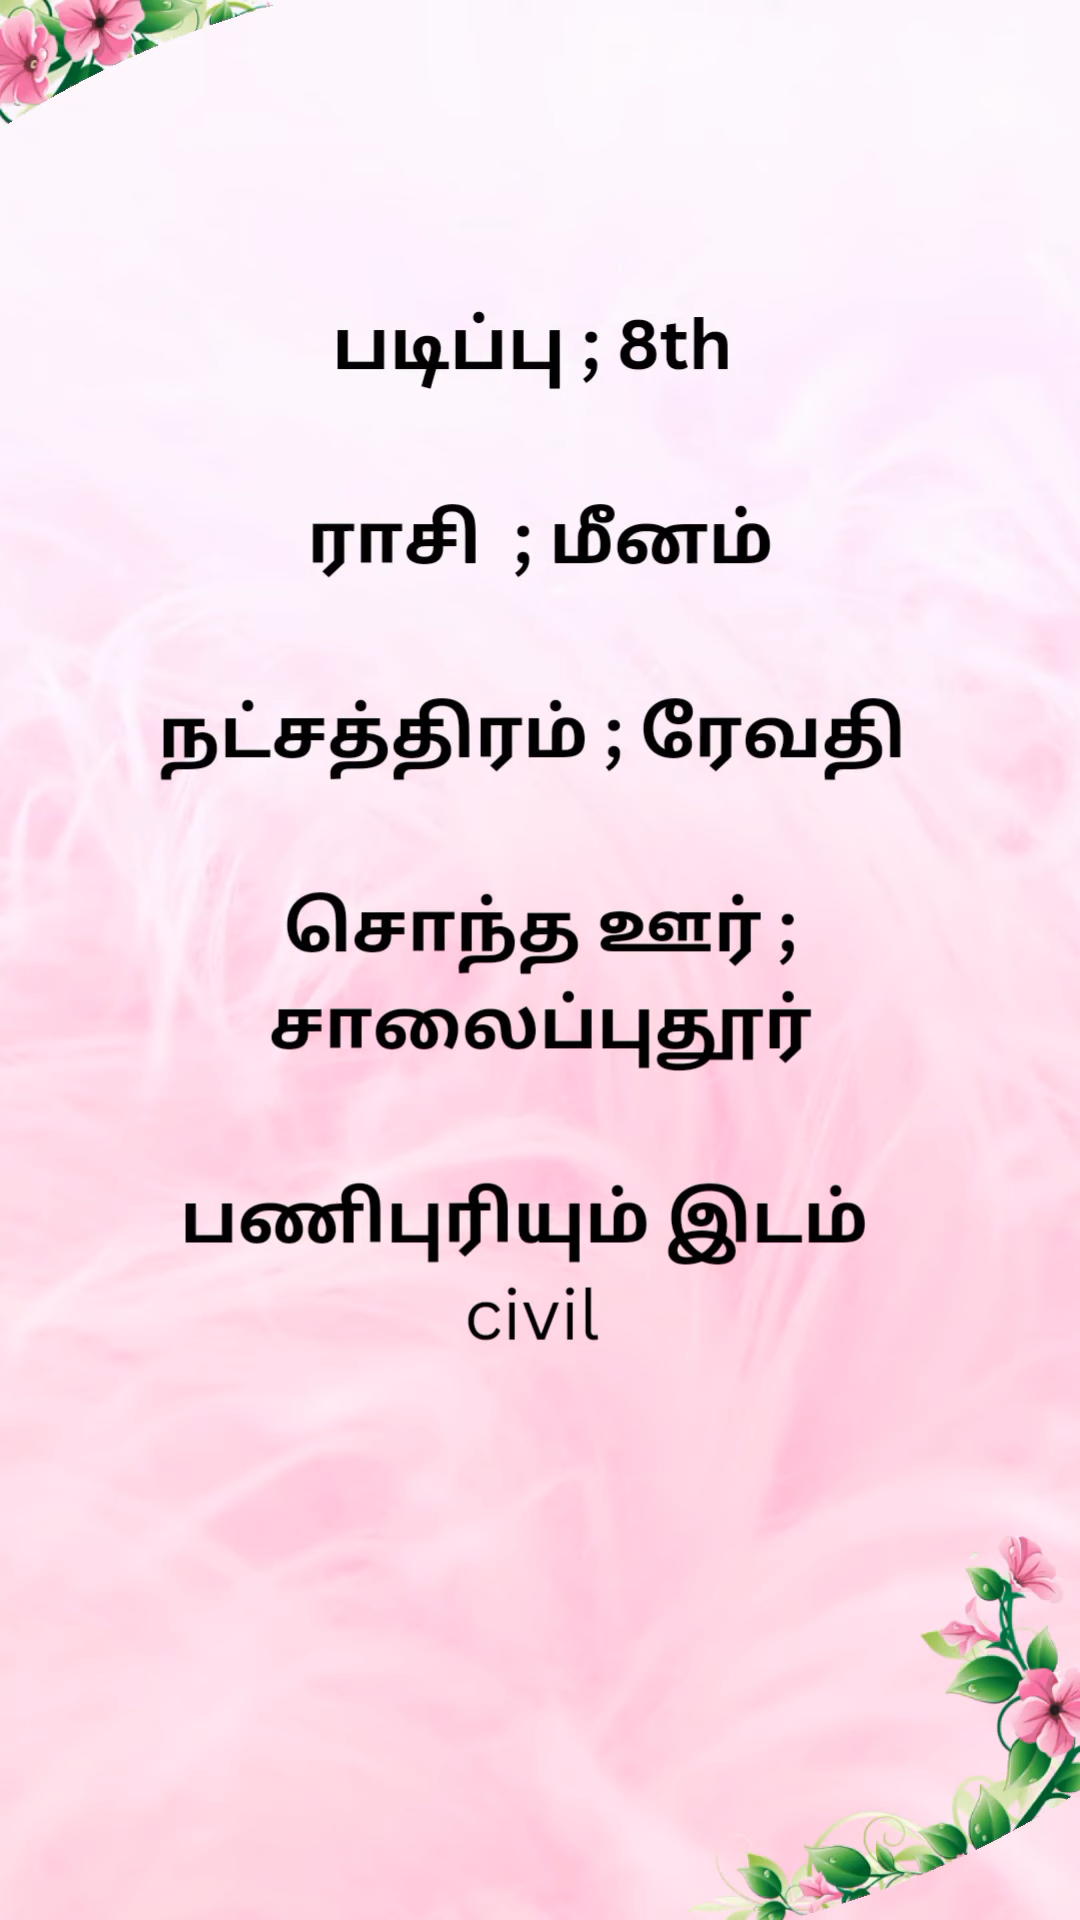 படிப்பு ; 8th
ராசி  ; மீனம்
நட்சத்திரம் ; ரேவதி
சொந்த ஊர் ;
சாலைப்புதூர்
பணிபுரியும் இடம்
civil